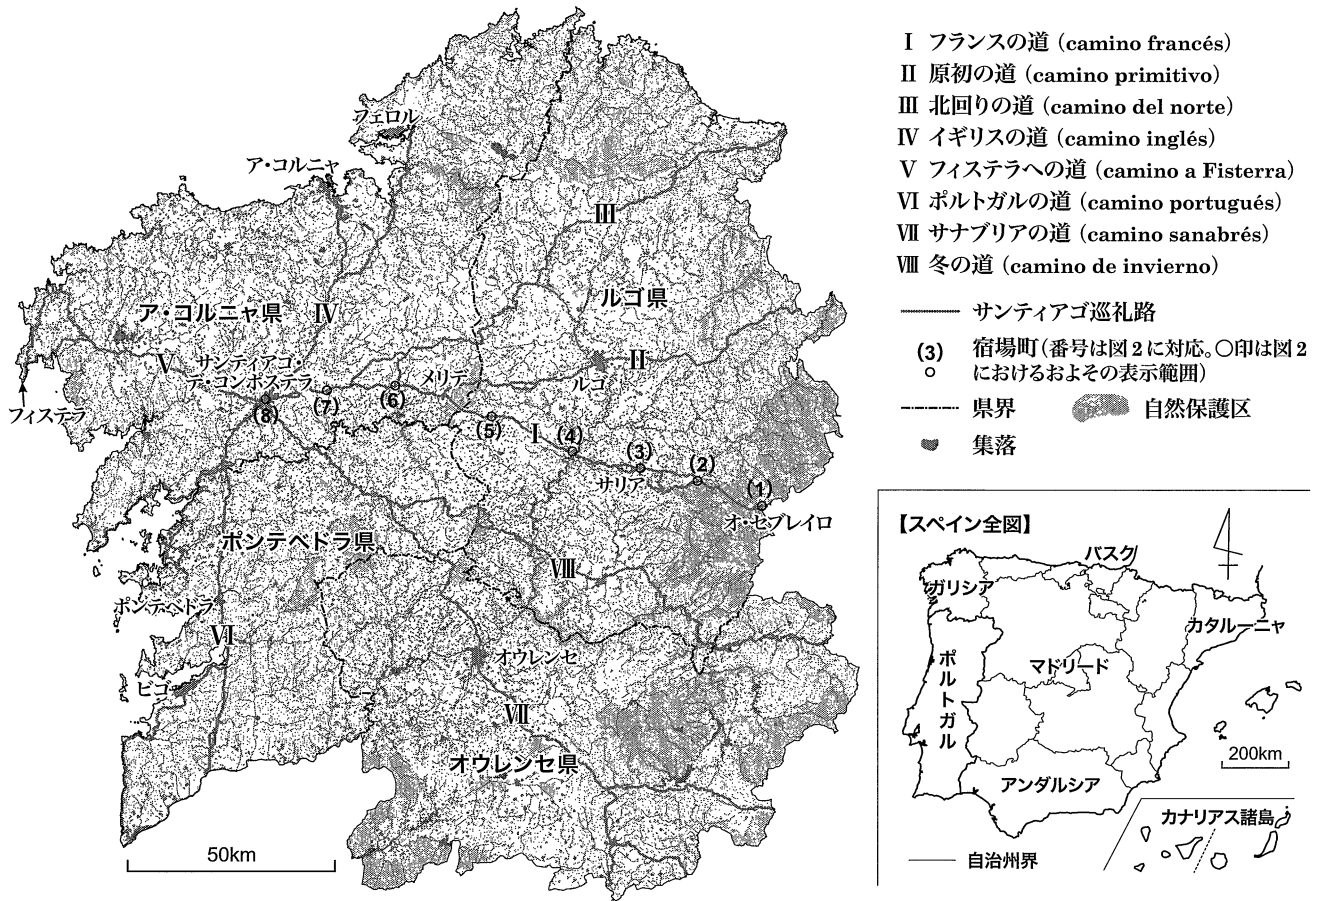 フェロル
ア・コルニャ
III
ルゴ県
ア・コルニャ県
IV
V
サンティアゴ・
デ・コンポステラ
メリデ
II
ルゴ
フィステラ
(8)
(7)
(6)
(5)
I
(4)
(3)
(2)
(1)
サリア
オ・セブレイロ
ポンテベドラ県
VIII
ポンテベドラ
VI
オウレンセ
ビゴ
VII
オウレンセ県
50km
I フランスの道(camino francés)
II 原初の道(camino primitivo)
III 北回りの道(camino del norte)
IV イギリスの道(camino inglés)
V フィステラへの道(camino a Fisterra)
VI ポルトガルの道(camino portugués)
VII サナブリアの道(camino sanabrés)
VIII 冬の道(camino de invierno)
サンティアゴ巡礼路
(3) 宿場町(番号は図2に対応。○印は図2
におけるおよその表示範囲)
県界
自然保護区
集落
【スペイン全図】
バスク
ガリシア
カタルーニャ
マドリード
ポルトガル
200km
アンダルシア
カナリアス諸島
自治州界